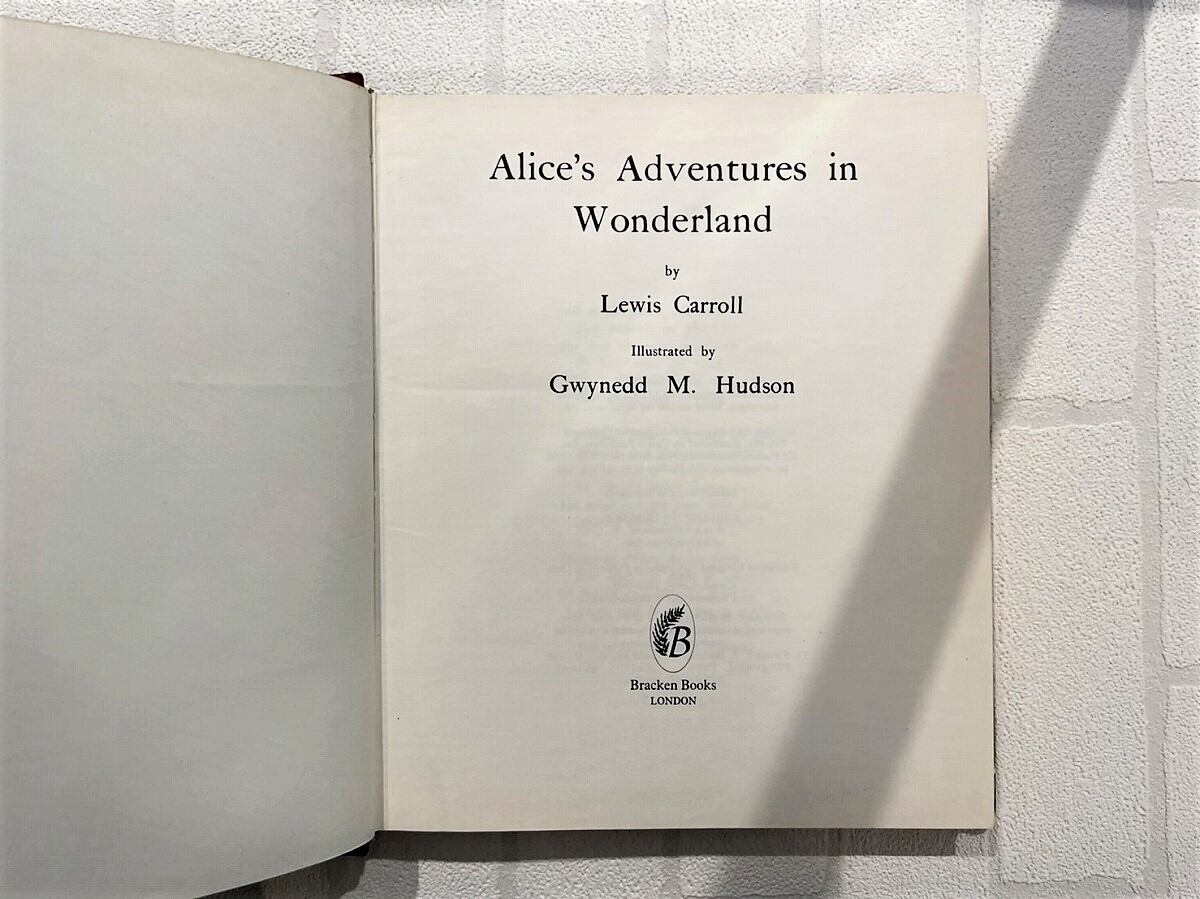 Alice's Adventures in
Wonderland
by
Lewis Carroll
Illustrated by
Gwynedd M. Hudson
B
Bracken Books
LONDON